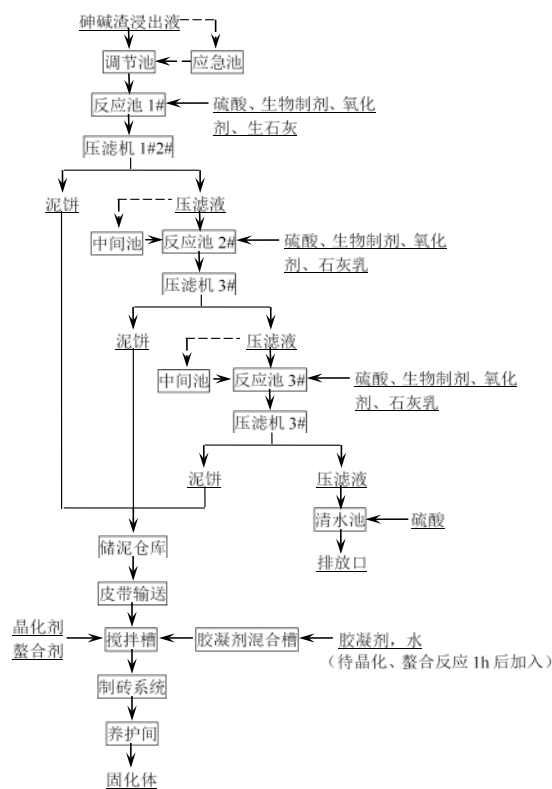 砷碱渣浸出液
调节池
应急池
反应池 1#
硫酸、生物制剂、氧化
剂、生石灰
压滤机 1#2#
泥饼
压滤液
中间池
反应池 2#
硫酸、生物制剂、氧化
剂、石灰乳
压滤机 3#
泥饼
压滤液
中间池
反应池 3#
硫酸、生物制剂、氧化
剂、石灰乳
压滤机 3#
泥饼
压滤液
清水池
硫酸
储泥仓库
排放口
皮带输送
晶化剂
螯合剂
搅拌槽
胶凝剂混合槽
胶凝剂，水
（待晶化、螯合反应 1h 后加入）
制砖系统
养护间
固化体